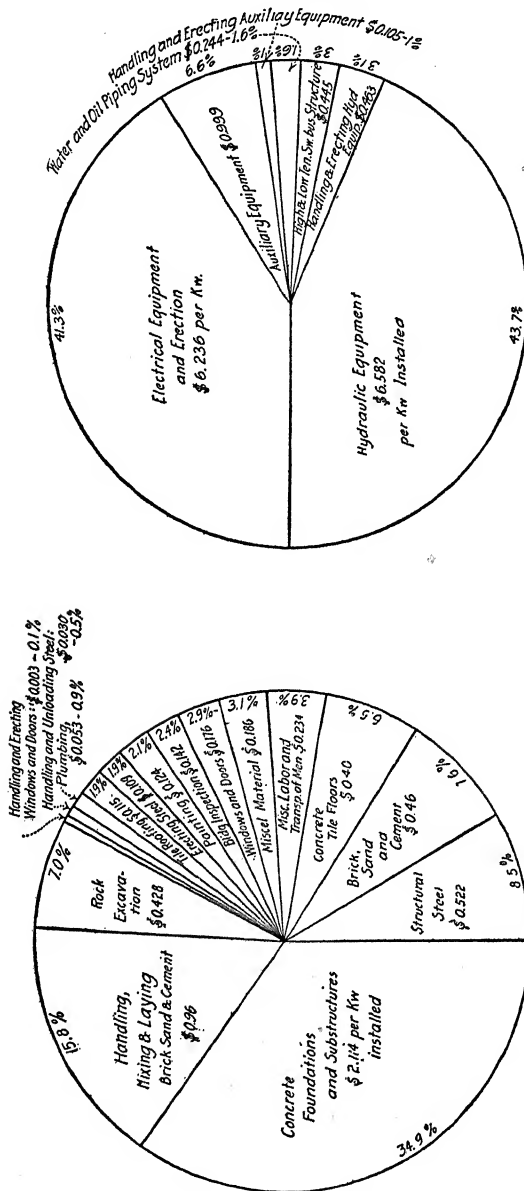 Handling and Erecting
Windows and Doors: $0.003 - 0.1%
Handling and Unloading Steel:
$0.030
-0.5%
Plumbing,
$0.053 - 0.9%
1.9%
Tile Roofing $0.115:
1.9%
Erecting Steel $0.109
2.1%
Painting $0.124
2.4%
Bldg. Inspection $0.142
2.9%
Windows and Doors $0.176
3.1%
Miscel Material $0.186
3.9%
Misc. Labor and
Transp. of Men $0.234
6.5%
Concrete
Tile Floors
$0.40
7.6%
Brick,
Sand
and
Cement
$0.46
8.5%
Structural
Steel
$0.522
34.9%
Concrete
Foundations
and Substructures
$2.114 per Kw
installed
15.8%
Handling,
Mixing & Laying
Brick Sand & Cement
$0.96
7.0%
Rock
Excava-
tion
$0.428
Handling and Erecting Auxiliary Equipment $0.105-1%
Water and Oil Piping System $0.244-1.6%
6.6%
Auxiliary Equipment $0.999
1%
1.6%
3%
High & Low Ten. Sw. bus Structure
$0.445
3.1%
Handling & Erecting Hyd
Equip. $0.463
43.7%
Hydraulic Equipment
$6.582
per Kw Installed
41.3%
Electrical Equipment
and Erection
$6.236 per Kw.